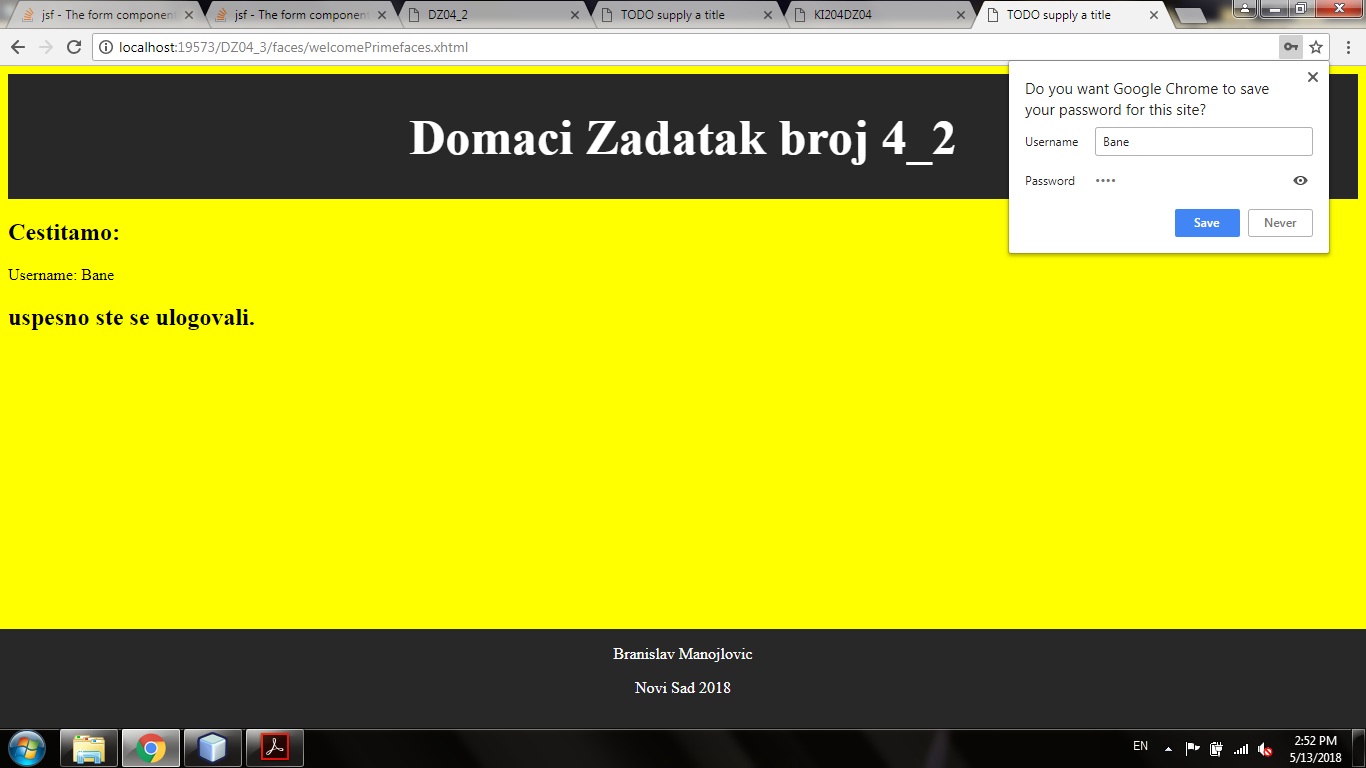 jsf - The form component
jsf - The form component
DZ04_2
TODO supply a title
KI204DZ04
TODO supply a title
localhost:19573/DZ04_3/faces/welcomePrimefaces.xhtml
Do you want Google Chrome to save
your password for this site?
Username Bane
Password ••••
Save Never
Domaci Zadatak broj 4_2
Cestitamo:
Username: Bane
uspesno ste se ulogovali.
Branislav Manojlovic
Novi Sad 2018
EN
2:52 PM
5/13/2018